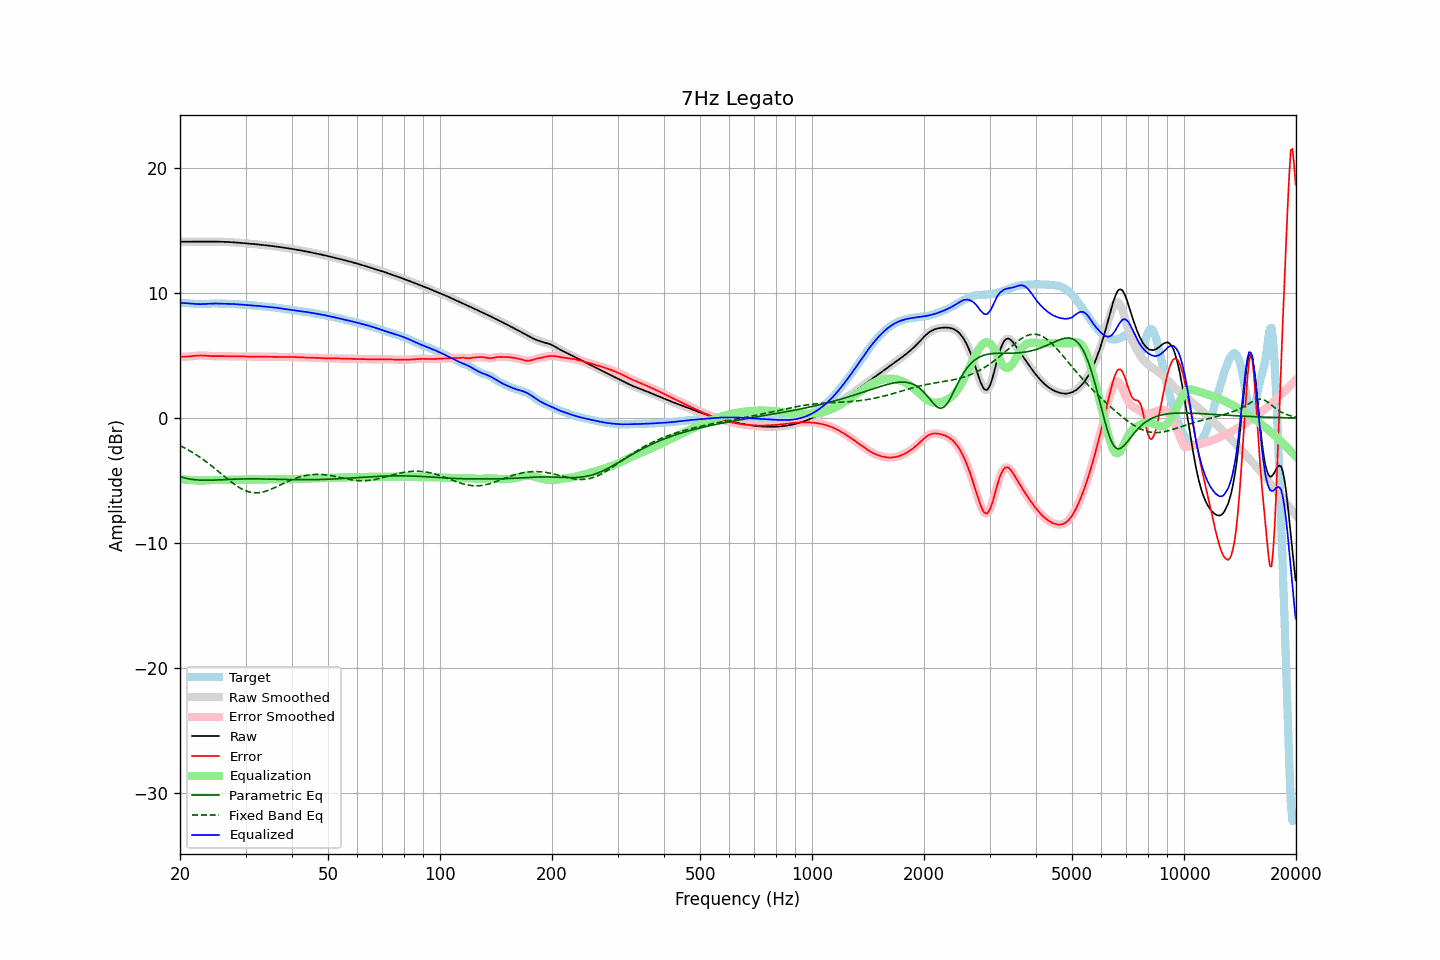 7Hz Legato
20
10
0
−10
−20
−30
Amplitude (dBr)
Target
Raw Smoothed
Error Smoothed
Raw
Error
Equalization
Parametric Eq
Fixed Band Eq
Equalized
20 50 100 200 500 1000 2000 5000 10000 20000
Frequency (Hz)